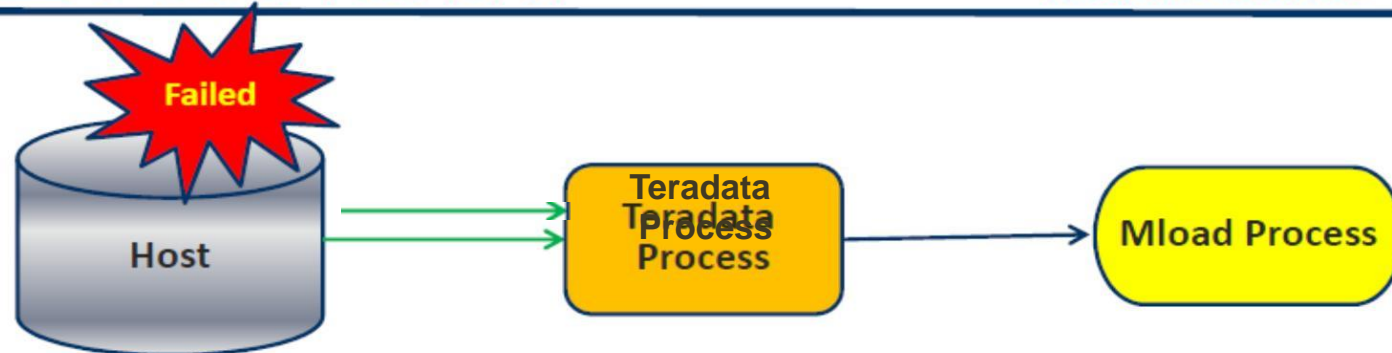 Failed
Host
Teradata
Process
Teradata
Process
Mload Process